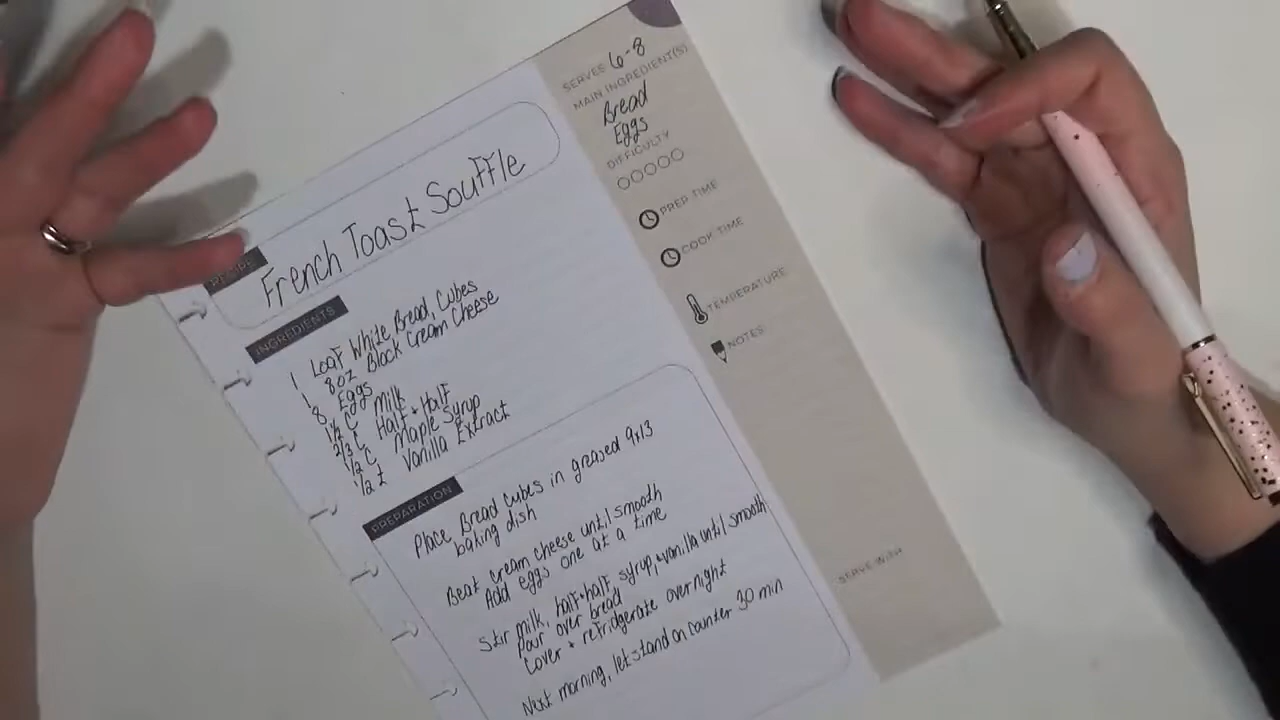 RECIPE
French Toast Souffle
INGREDIENTS
1 Loaf White Bread, Cubes
1 8oz Block Cream Cheese
8 Eggs
1 1/2 C Milk
2/3 C Half + Half
1/2 C Maple Syrup
1/2 t Vanilla Extract
PREPARATION
Place Bread Cubes in greased 9x13
baking dish
Beat cream cheese until smooth
Add eggs one at a time
Stir milk, half+half, syrup, +vanilla until smooth
Pour over bread
Cover + refridgerate overnight
Next morning, let stand on counter 30 min
SERVES 6-8
MAIN INGREDIENT(S)
Bread
Eggs
DIFFICULTY
PREP TIME
COOK TIME
TEMPERATURE
NOTES
SERVE WITH